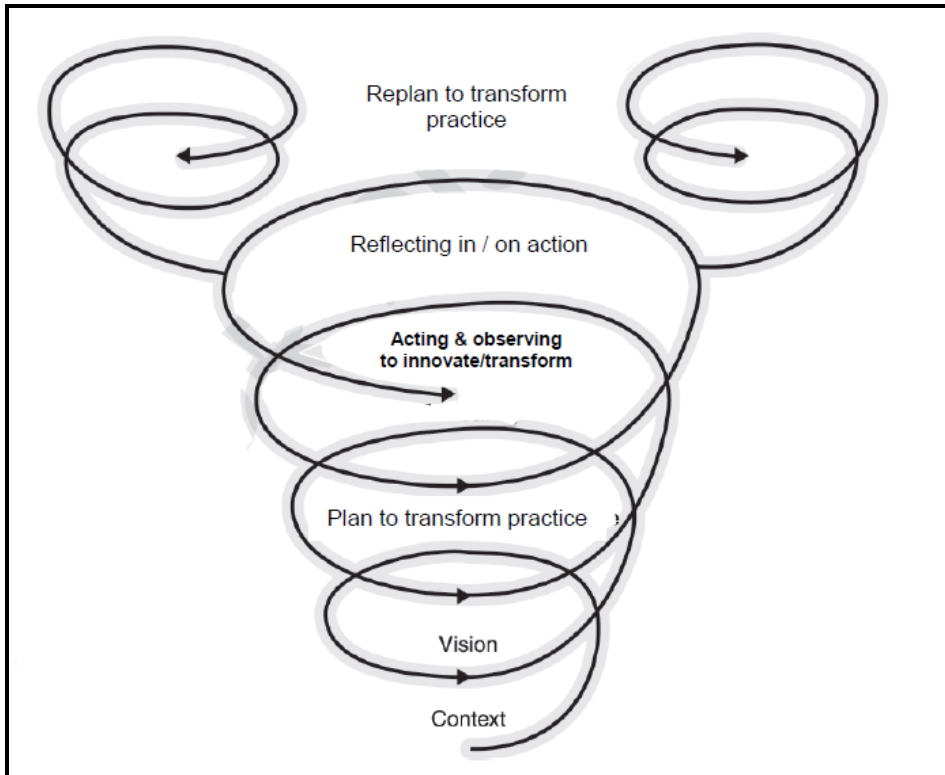 Replan to transform
practice
Reflecting in / on action
Acting & observing
to innovate/transform
Plan to transform practice
Vision
Context